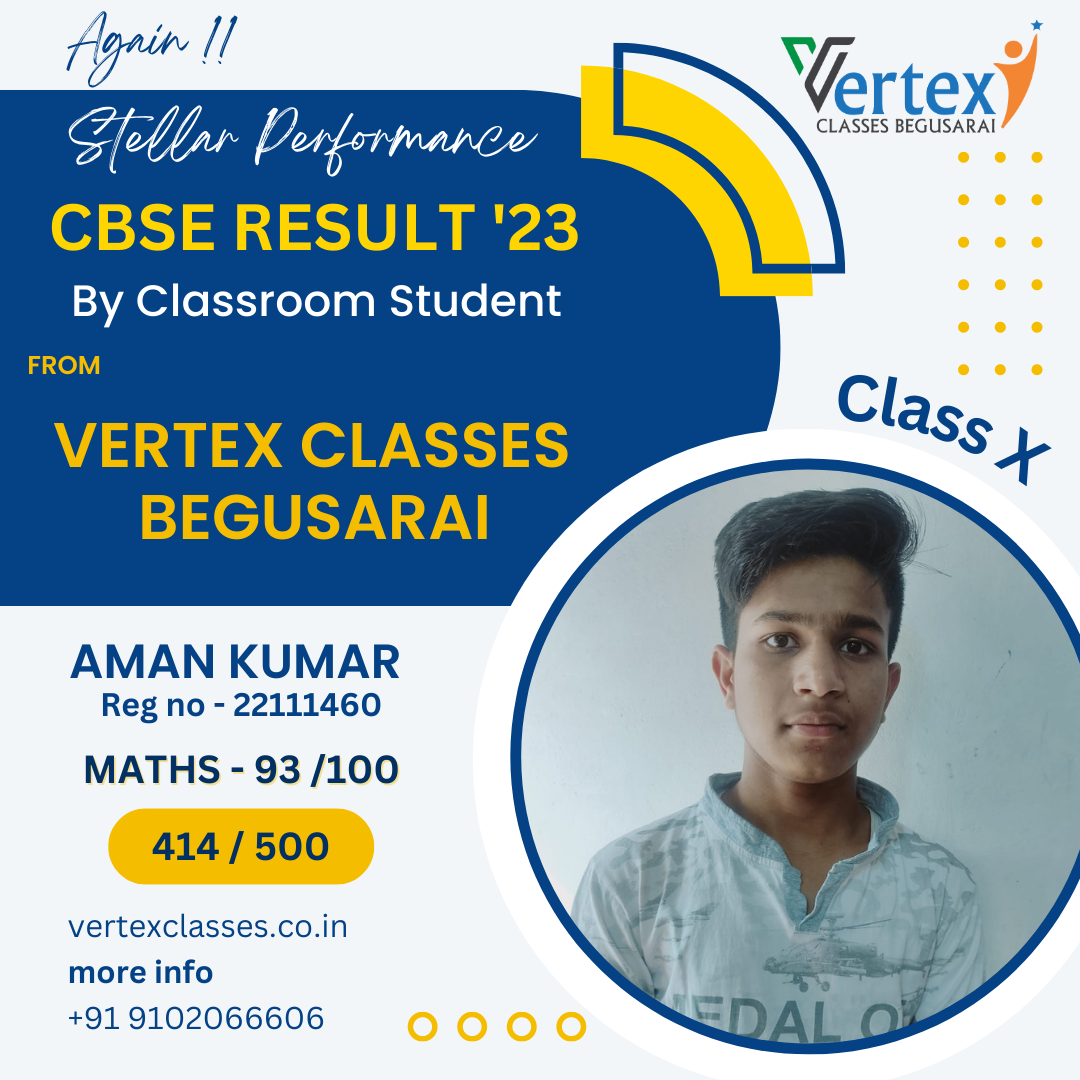 Again !!
Stellar Performance
CBSE RESULT '23
By Classroom Student
FROM
VERTEX CLASSES
BEGUSARAI
Vertex
CLASSES BEGUSARAI
Class X
AMAN KUMAR
Reg no - 22111460
MATHS - 93 /100
414 / 500
vertexclasses.co.in
more info
+91 9102066606
MEDAL O